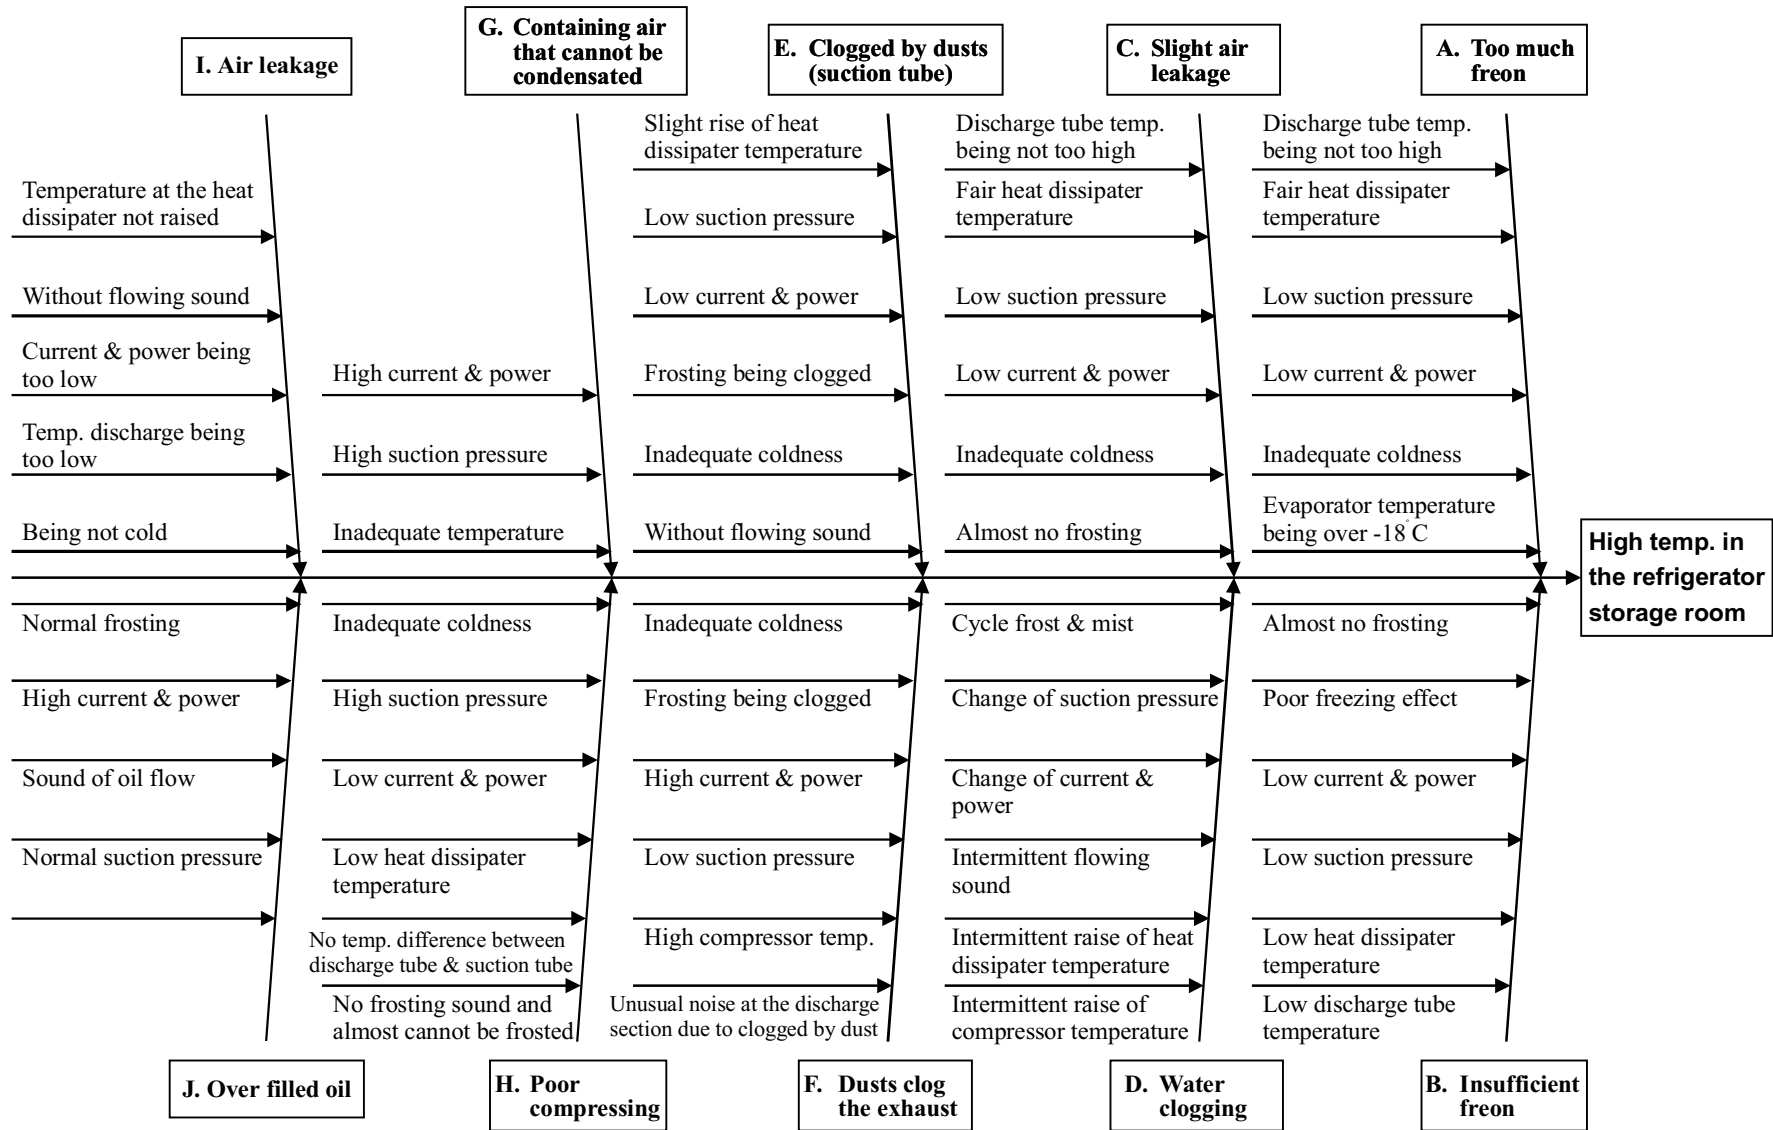 I. Air leakage
G. Containing air
that cannot be
condensated
E. Clogged by dusts
(suction tube)
C. Slight air
leakage
A. Too much
freon
Temperature at the heat
dissipater not raised
Without flowing sound
Current & power being
too low
Temp. discharge being
too low
Being not cold
High current & power
High suction pressure
Inadequate temperature
Slight rise of heat
dissipater temperature
Low suction pressure
Low current & power
Frosting being clogged
Inadequate coldness
Without flowing sound
Discharge tube temp.
being not too high
Fair heat dissipater
temperature
Low suction pressure
Low current & power
Inadequate coldness
Almost no frosting
Discharge tube temp.
being not too high
Fair heat dissipater
temperature
Low suction pressure
Low current & power
Inadequate coldness
Evaporator temperature
being over -18°C
High temp. in
the refrigerator
storage room
Normal frosting
High current & power
Sound of oil flow
Normal suction pressure
Inadequate coldness
High suction pressure
Low current & power
Low heat dissipater
temperature
No temp. difference between
discharge tube & suction tube
No frosting sound and
almost cannot be frosted
Inadequate coldness
Frosting being clogged
High current & power
Low suction pressure
High compressor temp.
Unusual noise at the discharge
section due to clogged by dust
Cycle frost & mist
Change of suction pressure
Change of current &
power
Intermittent flowing
sound
Intermittent raise of heat
dissipater temperature
Intermittent raise of
compressor temperature
Almost no frosting
Poor freezing effect
Low current & power
Low suction pressure
Low heat dissipater
temperature
Low discharge tube
temperature
J. Over filled oil
H. Poor
compressing
F. Dusts clog
the exhaust
D. Water
clogging
B. Insufficient
freon